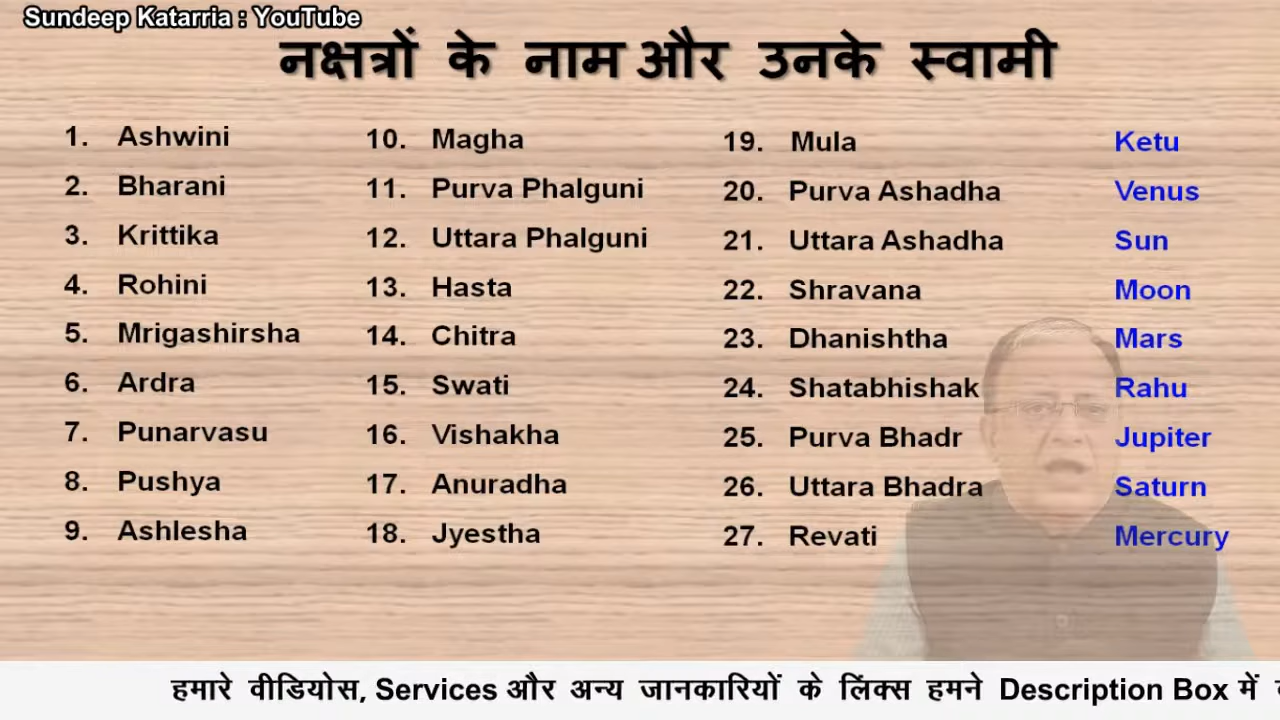 Sundeep Katarria : YouTube
नक्षत्रों के नाम और उनके स्वामी
1. Ashwini 10. Magha 19. Mula Ketu
2. Bharani 11. Purva Phalguni 20. Purva Ashadha Venus
3. Krittika 12. Uttara Phalguni 21. Uttara Ashadha Sun
4. Rohini 13. Hasta 22. Shravana Moon
5. Mrigashirsha 14. Chitra 23. Dhanishtha Mars
6. Ardra 15. Swati 24. Shatabhishak Rahu
7. Punarvasu 16. Vishakha 25. Purva Bhadr Jupiter
8. Pushya 17. Anuradha 26. Uttara Bhadra Saturn
9. Ashlesha 18. Jyestha 27. Revati Mercury
हमारे वीडियोस, Services और अन्य जानकारियों के लिंक्स हमने Description Box में